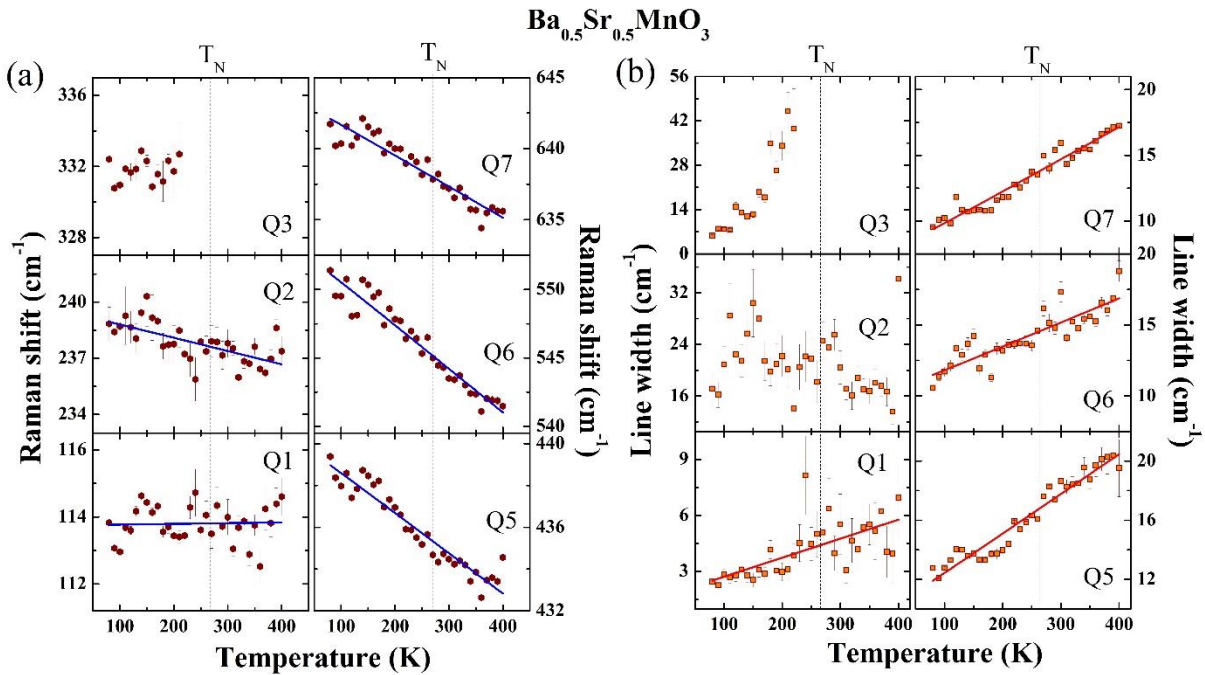 Ba0.5Sr0.5MnO3
(a)
TN
TN
Raman shift (cm-1)
336
332
328
Q3
240
237
234
Q2
116
114
112
Q1
100 200 300 400
645
640
635
Q7
550
545
540
Q6
440
436
432
Q5
100 200 300 400
Raman shift (cm-1)
Temperature (K)
(b)
TN
TN
Line width (cm-1)
56
42
28
14
0
Q3
32
24
16
Q2
9
6
3
Q1
100 200 300 400
20
15
10
Q7
20
15
10
Q6
20
16
12
Q5
100 200 300 400
Line width (cm-1)
Temperature (K)